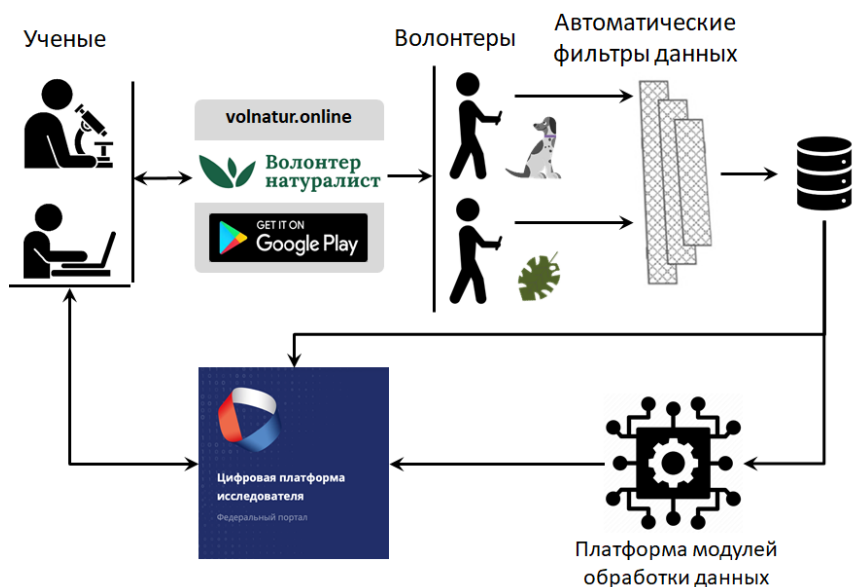 Ученые
Волонтеры
Автоматические
фильтры данных
volnatur.online
Волонтер
натуралист
GET IT ON
Google Play
Цифровая платформа
исследователя
Федеральный портал
Платформа модулей
обработки данных